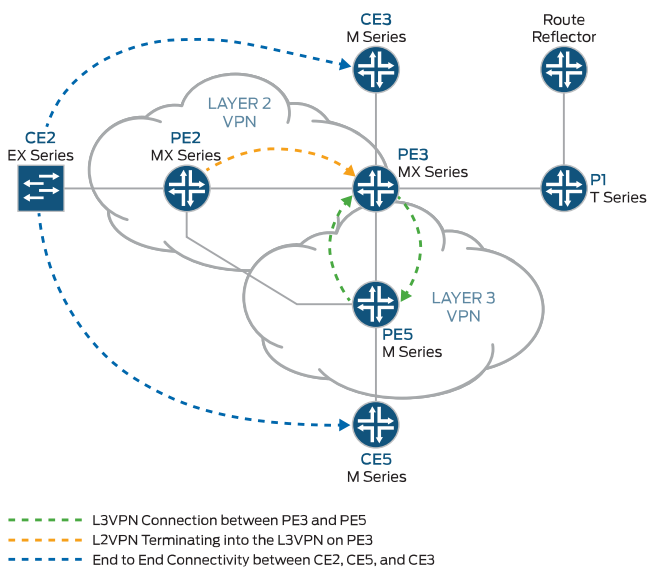 CE3
M Series
Route
Reflector
LAYER 2
VPN
CE2
EX Series
PE2
MX Series
PE3
MX Series
P1
T Series
LAYER 3
VPN
PE5
M Series
CE5
M Series
L3VPN Connection between PE3 and PE5
L2VPN Terminating into the L3VPN on PE3
End to End Connectivity between CE2, CE5, and CE3